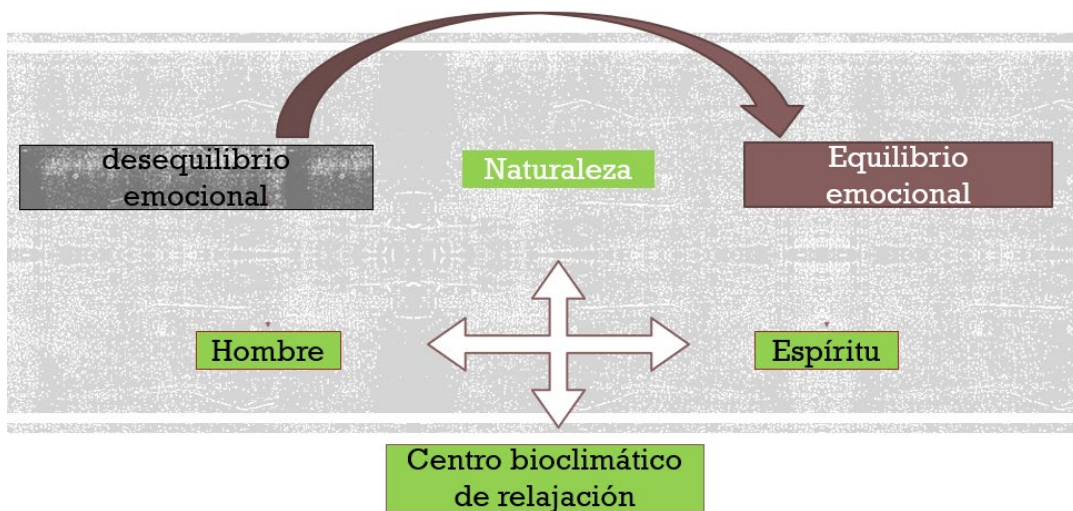 desequilibrio
emocional
Naturaleza
Equilibrio
emocional
Hombre
Espíritu
Centro bioclimático
de relajación